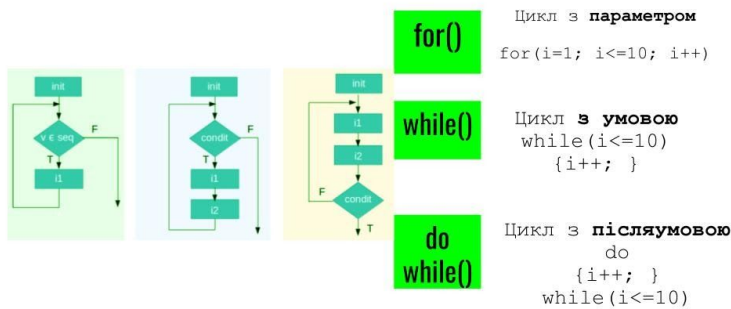 init
v ε seq
F
T
i1
init
condit
F
T
i1
i2
init
i1
i2
F
condit
T
for()
Цикл з параметром
for(i=1; i<=10; i++)
while()
Цикл з умовою
while(i<=10)
{i++; }
do
while()
Цикл з післяумовою
do
{i++; }
while(i<=10)